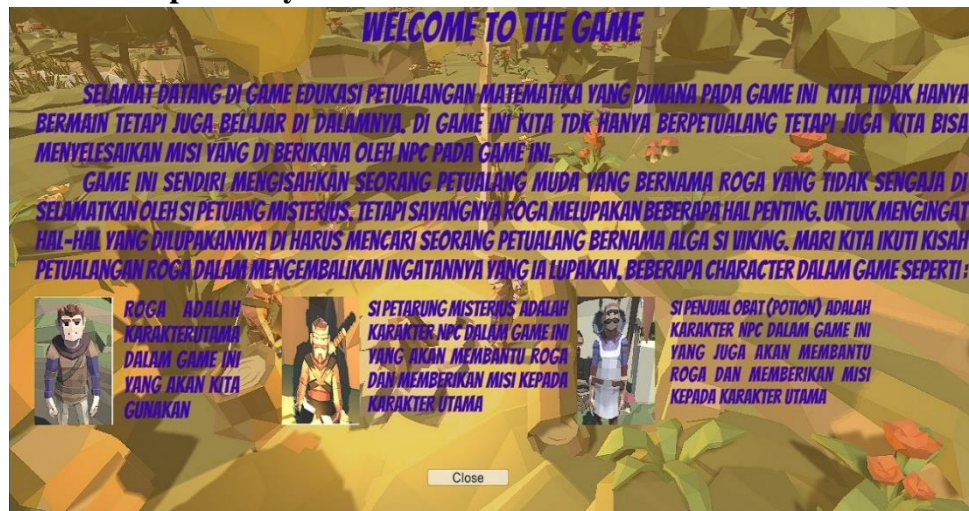 WELCOME TO THE GAME
SELAMAT DATANG DI GAME EDUKASI PETUALANGAN MATEMATIKA YANG DIMANA PADA GAME INI KITA TIDAK HANYA
BERMAIN TETAPI JUGA BELAJAR DI DALAMNYA. DI GAME INI KITA TDK HANYA BERPETUALANG TETAPI JUGA KITA BISA
MENYELESAIKAN MISI YANG DI BERIKANA OLEH NPC PADA GAME INI.
GAME INI SENDIRI MENGISAHKAN SEORANG PETUALANG MUDA YANG BERNAMA ROGA YANG TIDAK SENGAJA DI
SELAMATKAN OLEH SI PETUANG MISTERIUS. TETAPI SAYANGNYA ROGA MELUPAKAN BEBERAPA HAL PENTING. UNTUK MENGINGAT
HAL-HAL YANG DILUPAKANNYA DI HARUS MENCARI SEORANG PETUALANG BERNAMA ALGA SI VIKING. MARI KITA IKUTI KISAH
PETUALANGAN ROGA DALAM MENGEMBALIKAN INGATANNYA YANG IA LUPAKAN. BEBERAPA CHARACTER DALAM GAME SEPERTI :
ROGA ADALAH
KARAKTERUTAMA
DALAM GAME INI
YANG AKAN KITA
GUNAKAN
SI PETARUNG MISTERIUS ADALAH
KARAKTER NPC DALAM GAME INI
YANG AKAN MEMBANTU ROGA
DAN MEMBERIKAN MISI KEPADA
KARAKTER UTAMA
SI PENJUAL OBAT (POTION) ADALAH
KARAKTER NPC DALAM GAME INI
YANG JUGA AKAN MEMBANTU
ROGA DAN MEMBERIKAN MISI
KEPADA KARAKTER UTAMA
Close